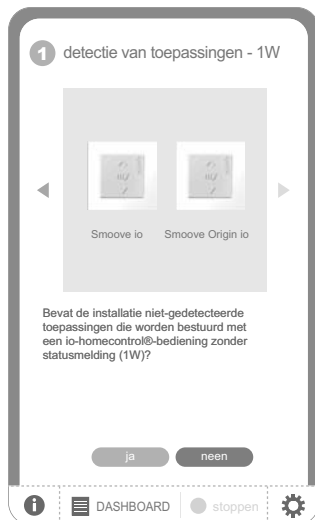 1 detectie van toepassingen - 1W
Smoove io Smoove Origin io
Bevat de installatie niet-gedetecteerde
toepassingen die worden bestuurd met
een io-homecontrol®-bediening zonder
statusmelding (1W)?
ja neen
i DASHBOARD stoppen